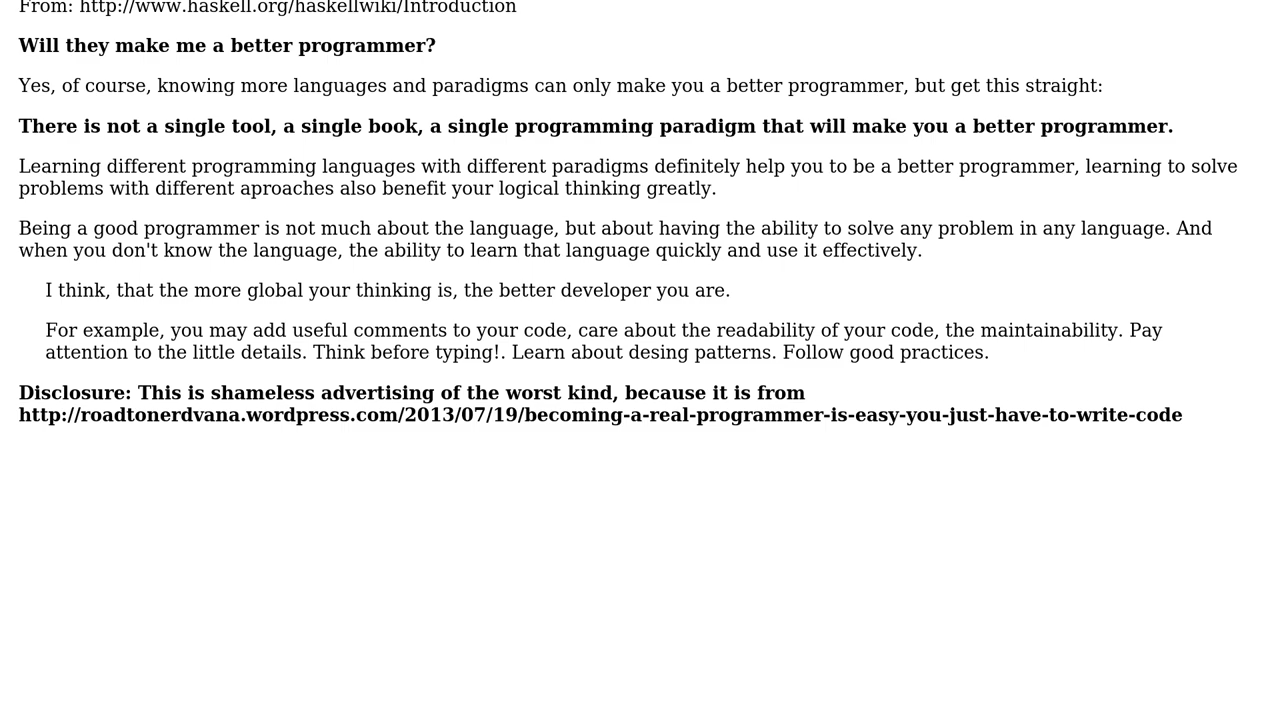 From: http://www.haskell.org/haskellwiki/Introduction
Will they make me a better programmer?
Yes, of course, knowing more languages and paradigms can only make you a better programmer, but get this straight:
There is not a single tool, a single book, a single programming paradigm that will make you a better programmer.
Learning different programming languages with different paradigms definitely help you to be a better programmer, learning to solve
problems with different aproaches also benefit your logical thinking greatly.
Being a good programmer is not much about the language, but about having the ability to solve any problem in any language. And
when you don't know the language, the ability to learn that language quickly and use it effectively.
I think, that the more global your thinking is, the better developer you are.
For example, you may add useful comments to your code, care about the readability of your code, the maintainability. Pay
attention to the little details. Think before typing!. Learn about desing patterns. Follow good practices.
Disclosure: This is shameless advertising of the worst kind, because it is from
http://roadtonerdvana.wordpress.com/2013/07/19/becoming-a-real-programmer-is-easy-you-just-have-to-write-code